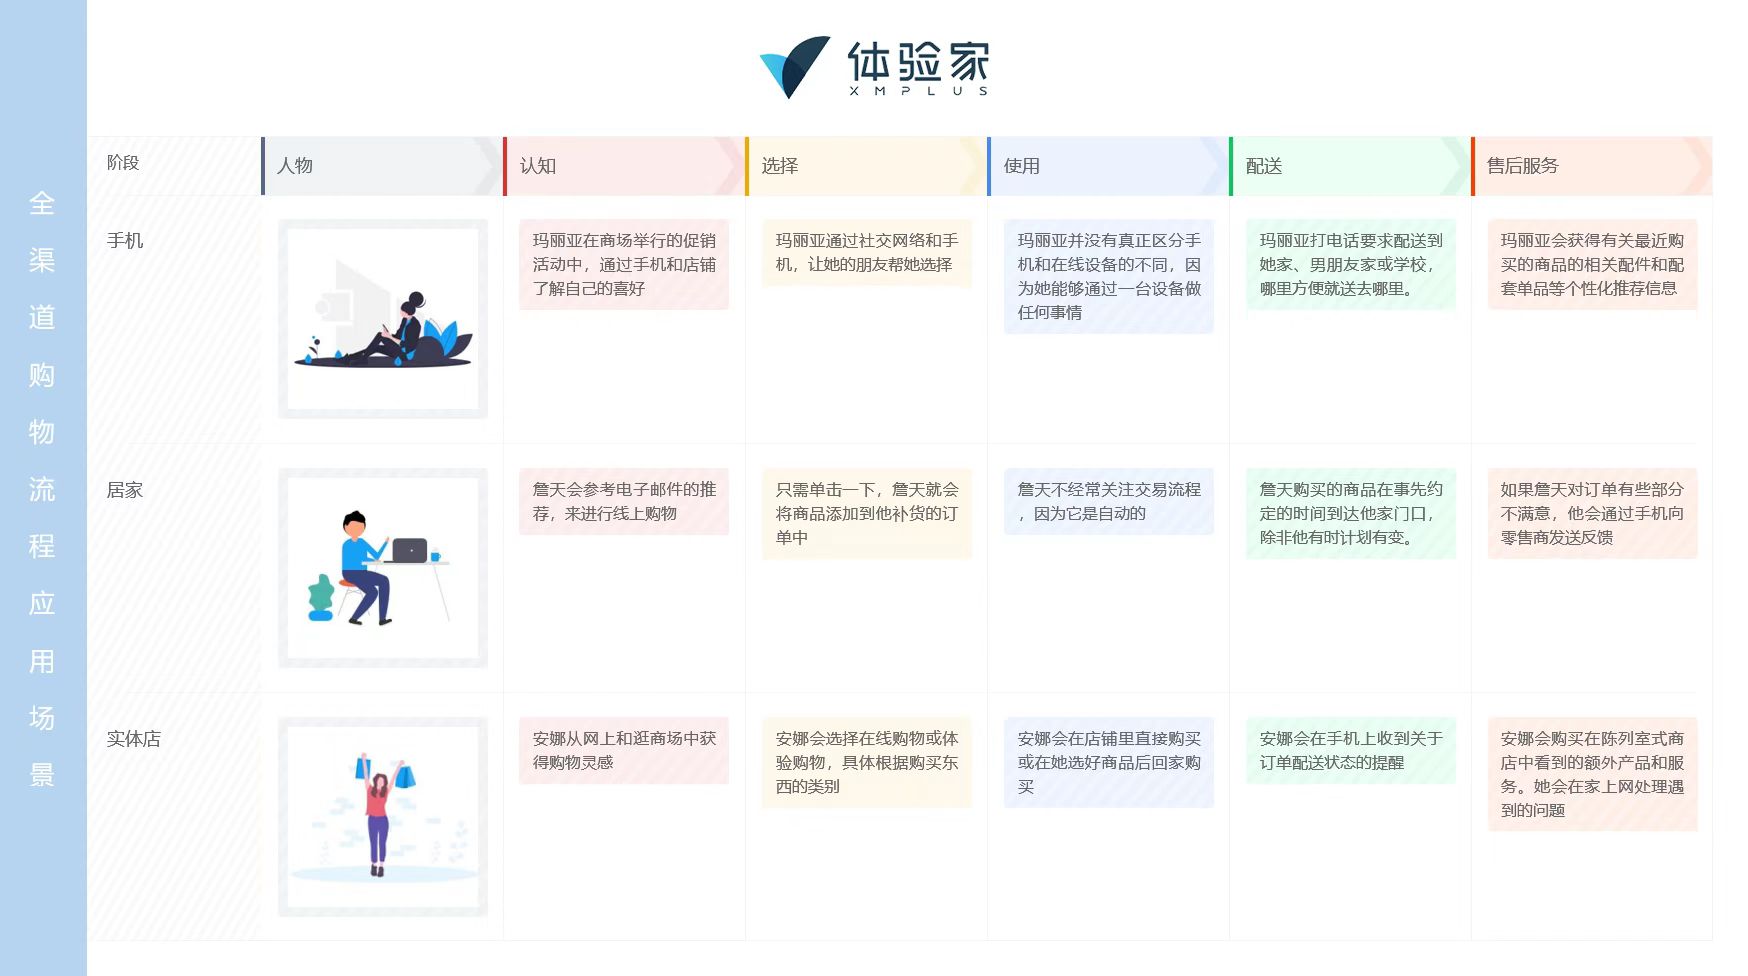 体验家
XMPLUS
全渠道购物流程应用场景
阶段
人物
认知
选择
使用
配送
售后服务
手机
玛丽亚在商场举行的促销
活动中，通过手机和店铺
了解自己的喜好
玛丽亚通过社交网络和手
机，让她的朋友帮她选择
玛丽亚并没有真正区分手
机和在线设备的不同，因
为她能够通过一台设备做
任何事情
玛丽亚打电话要求配送到
她家、男朋友家或学校，
哪里方便就送去哪里。
玛丽亚会获得有关最近购
买的商品的相关配件和配
套单品等个性化推荐信息
居家
詹天会参考电子邮件的推
荐，来进行线上购物
只需单击一下，詹天就会
将商品添加到他补货的订
单中
詹天不经常关注交易流程
，因为它是自动的
詹天购买的商品在事先约
定的时间到达他家门口，
除非他有时计划有变。
如果詹天对订单有些部分
不满意，他会通过手机向
零售商发送反馈
实体店
安娜从网上和逛商场中获
得购物灵感
安娜会选择在线购物或体
验购物，具体根据购买东
西的类别
安娜会在店铺里直接购买
或在她选好商品后回家购
买
安娜会在手机上收到关于
订单配送状态的提醒
安娜会购买在陈列室式商
店中看到的额外产品和服
务。她会在家上网处理遇
到的问题